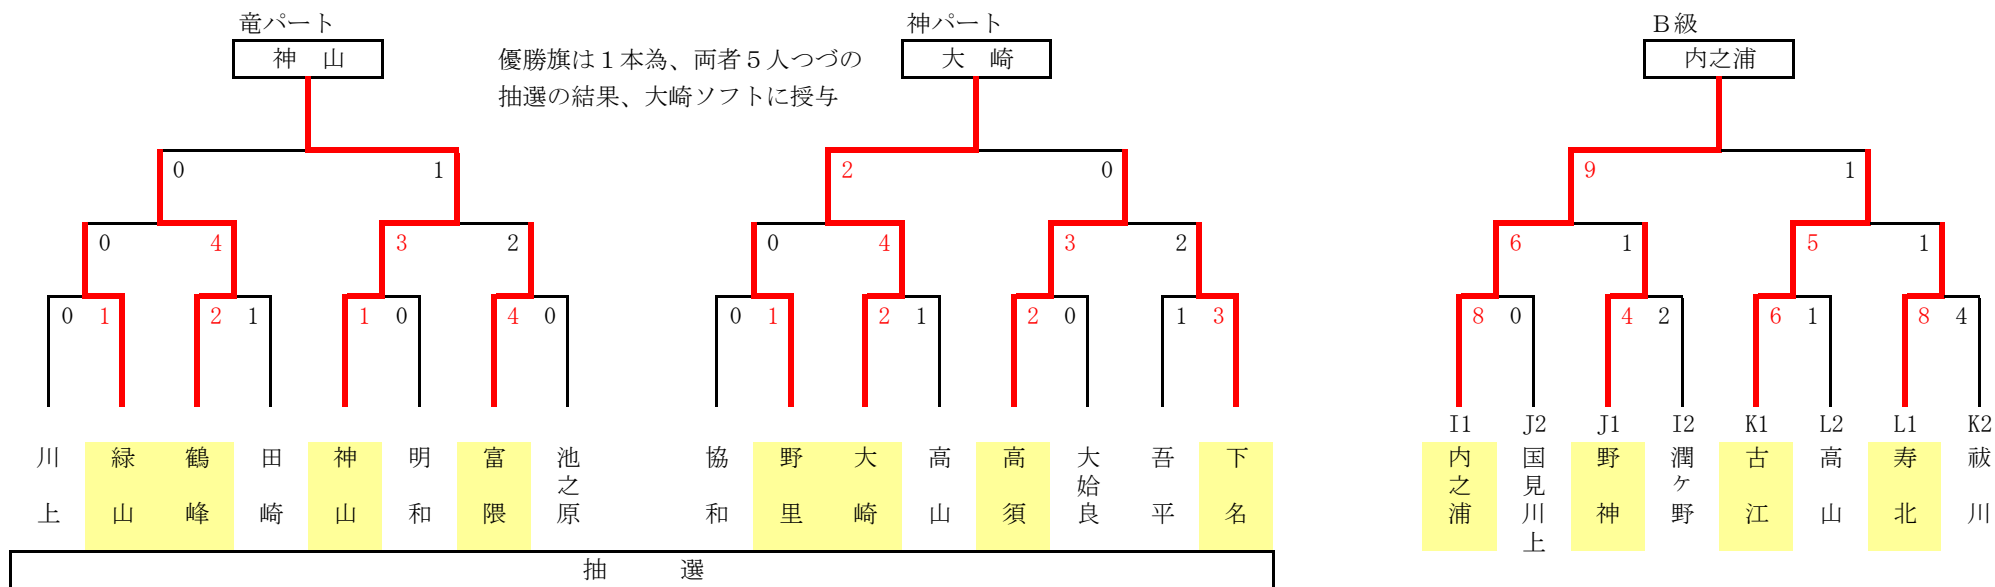 竜パート
神パート
B級
神 山
大 崎
内之浦
優勝旗は1本為、両者5人つづの
抽選の結果、大崎ソフトに授与
0 1 2 0 9 1
0 4 3 2 0 4 3 2 6 1 5 1
0 1 2 1 1 0 4 0 0 1 2 1 2 0 1 3 8 0 4 2 6 1 8 4
I1 J2 J1 I2 K1 L2 L1 K2
川上
緑山
鶴峰
田崎
神山
明和
富隈
池之原
協和
野里
大崎
高山
高須
大姶良
吾平
下名
内之浦
国見川上
野神
潤ヶ野
古江
高山
寿北
祓川
抽 選